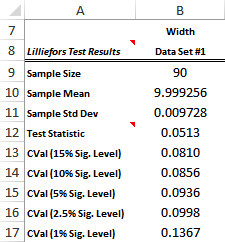 B
7 Width
8 Lilliefors Test Results Data Set #1
9 Sample Size 90
10 Sample Mean 9.999256
11 Sample Std Dev 0.009728
12 Test Statistic 0.0513
13 CVal (15% Sig. Level) 0.0810
14 CVal (10% Sig. Level) 0.0856
15 CVal (5% Sig. Level) 0.0936
16 CVal (2.5% Sig. Level) 0.0998
17 CVal (1% Sig. Level) 0.1367